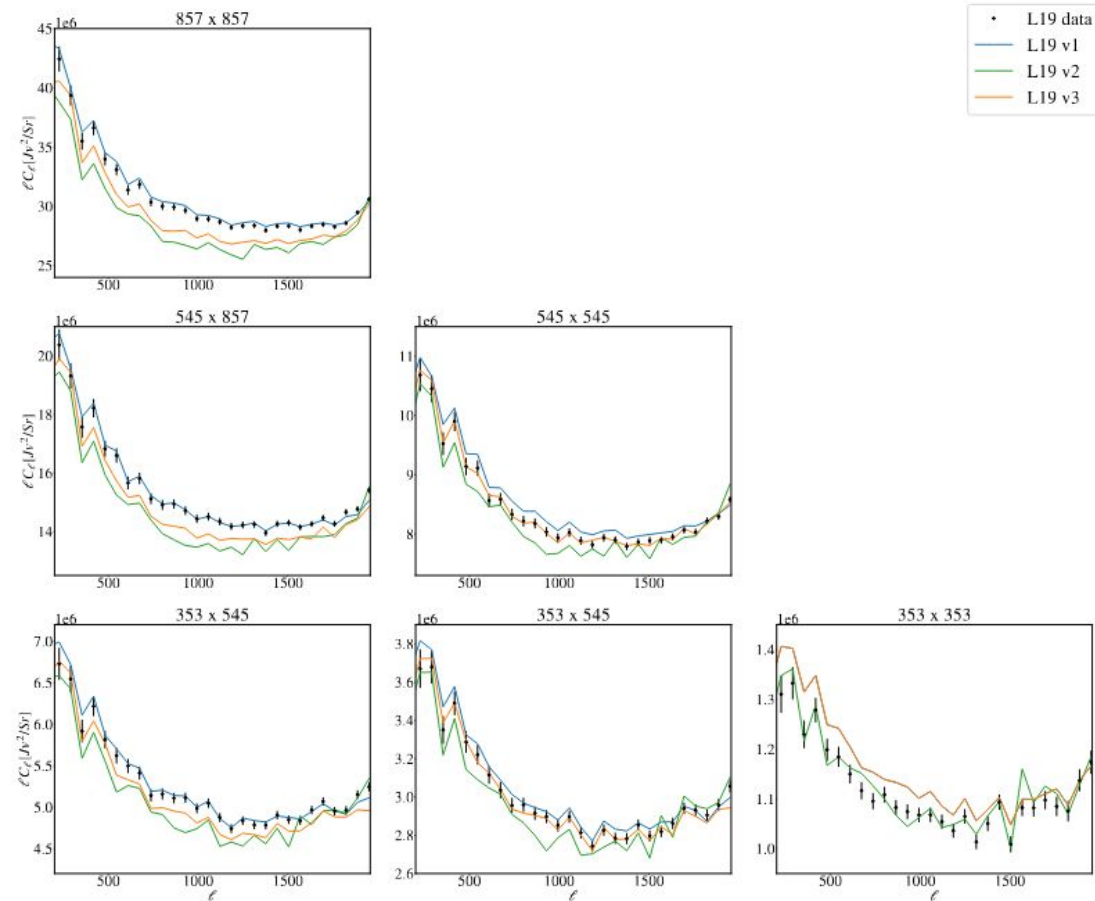 857 x 857
1e6
ℓCℓ[Jν²/Sr]
45
40
35
30
25
500
1000
1500
L19 data
L19 v1
L19 v2
L19 v3
545 x 857
1e6
ℓCℓ[Jν²/Sr]
20
18
16
14
500
1000
1500
545 x 545
1e6
11
10
9
8
500
1000
1500
353 x 545
1e6
ℓCℓ[Jν²/Sr]
7.0
6.5
6.0
5.5
5.0
4.5
500
1000
1500
ℓ
353 x 545
1e6
3.8
3.6
3.4
3.2
3.0
2.8
2.6
500
1000
1500
ℓ
353 x 353
1e6
1.4
1.3
1.2
1.1
1.0
500
1000
1500
ℓ